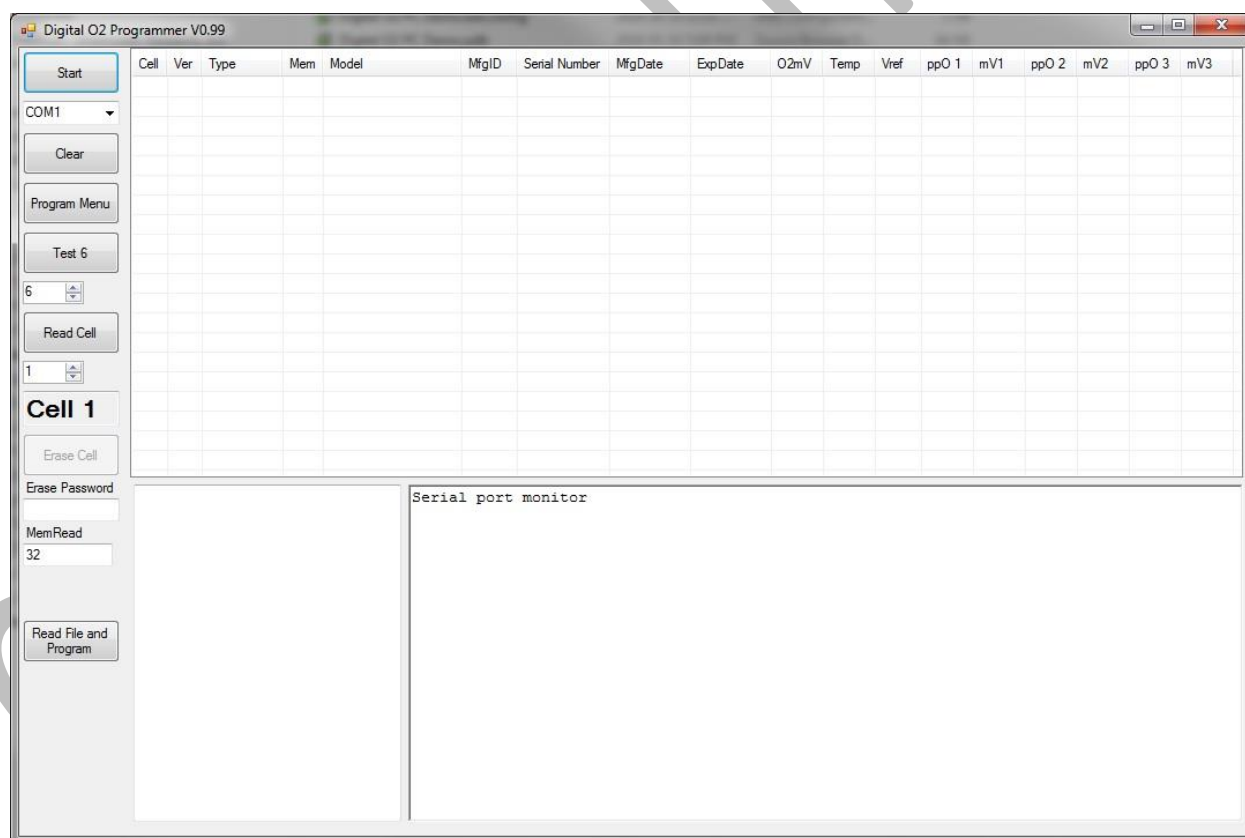 Digital O2 Programmer V0.99
Start
Cell Ver Type Mem Model MfgID Serial Number MfgDate ExpDate O2mV Temp Vref ppO 1 mV1 ppO 2 mV2 ppO 3 mV3
COM1
Clear
Program Menu
Test 6
6
Read Cell
1
Cell 1
Erase Cell
Erase Password
MemRead
32
Read File and
Program
Serial port monitor